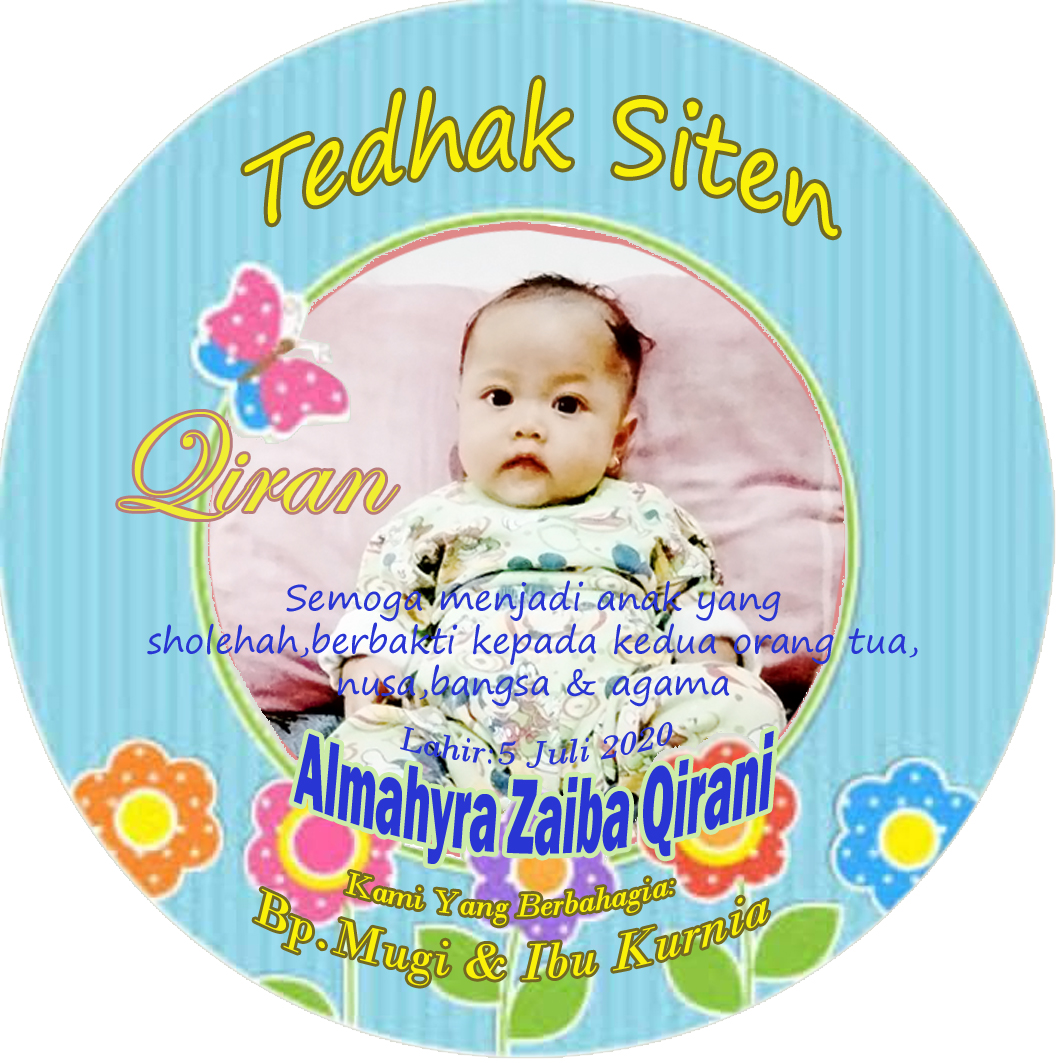 Tedhak Siten
Qiran
Semoga menjadi anak yang
sholehah,berbakti kepada kedua orang tua,
nusa,bangsa & agama
Lahir:5 Juli 2020
Almahyra Zaiba Qirani
Kami Yang Berbahagia:
Bp.Mugi & Ibu Kurnia